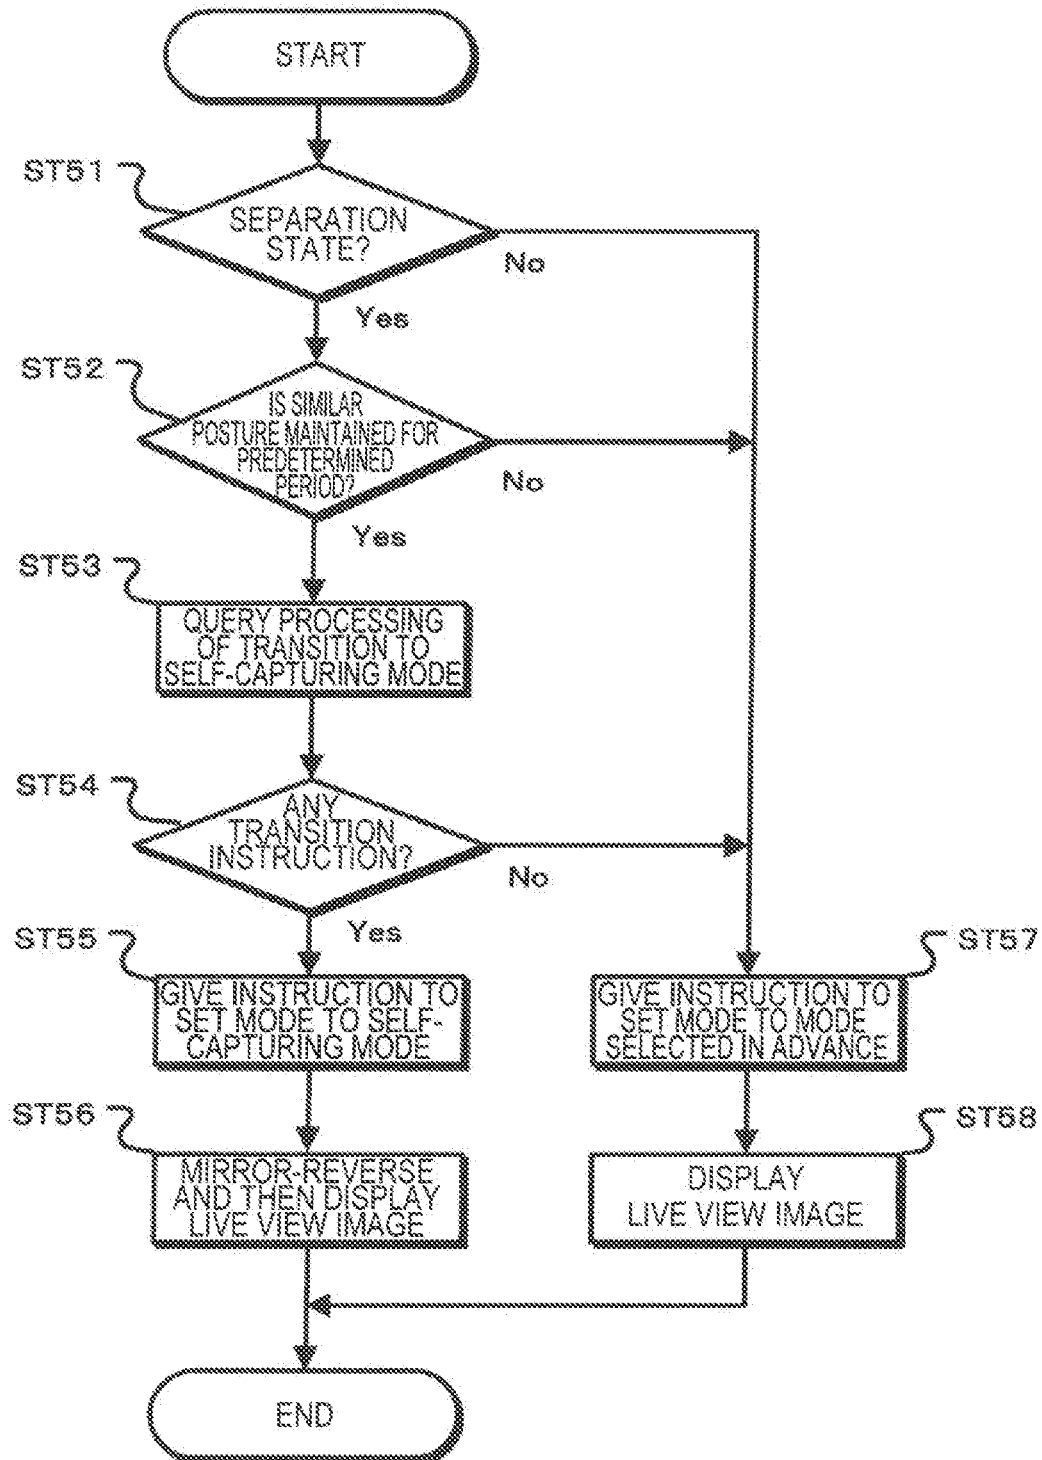 START
ST51
SEPARATION
STATE?
No
Yes
ST52
IS SIMILAR
POSTURE MAINTAINED FOR
PREDETERMINED
PERIOD?
No
Yes
ST53
QUERY PROCESSING
OF TRANSITION TO
SELF-CAPTURING MODE
ST54
ANY
TRANSITION
INSTRUCTION?
No
Yes
ST55
GIVE INSTRUCTION TO
SET MODE TO SELF-
CAPTURING MODE
ST57
GIVE INSTRUCTION TO
SET MODE TO MODE
SELECTED IN ADVANCE
ST56
MIRROR-REVERSE
AND THEN DISPLAY
LIVE VIEW IMAGE
ST58
DISPLAY
LIVE VIEW IMAGE
END